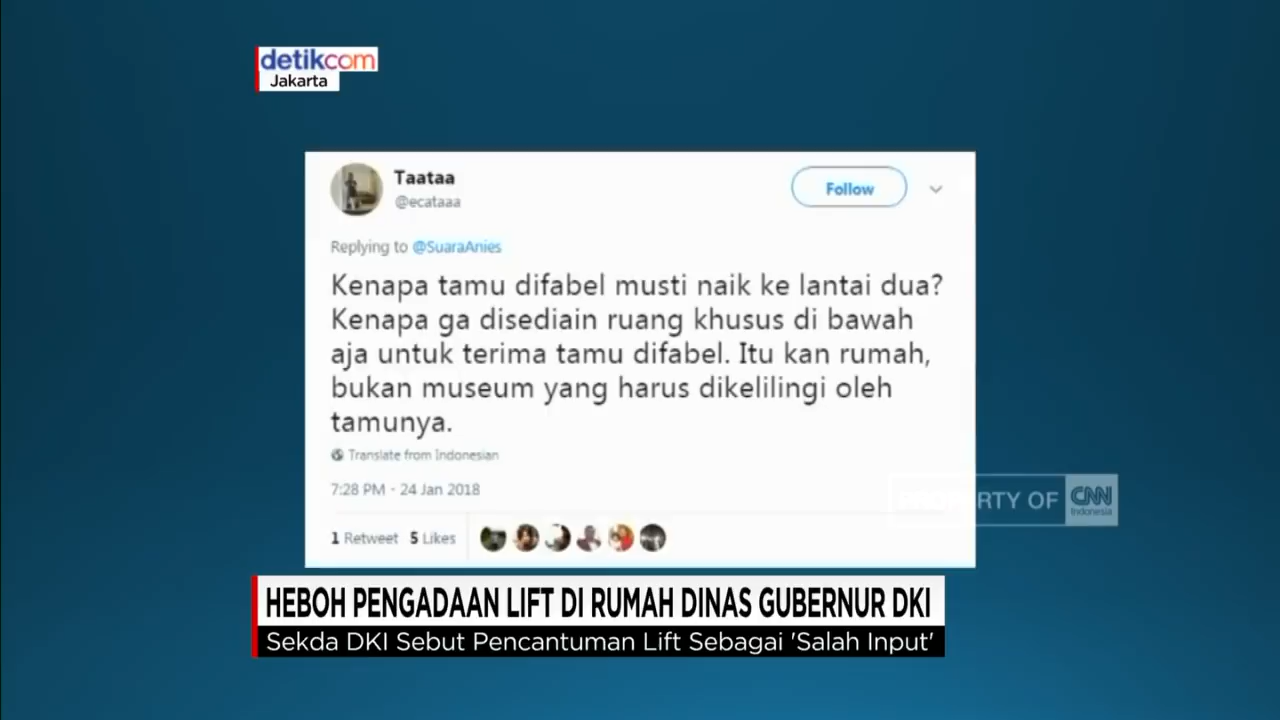 detikcom
Jakarta
Taataa
@ecataaa
Follow
Replying to @SuaraAnies
Kenapa tamu difabel musti naik ke lantai dua?
Kenapa ga disediain ruang khusus di bawah
aja untuk terima tamu difabel. Itu kan rumah,
bukan museum yang harus dikelilingi oleh
tamunya.
Translate from Indonesian
7:28 PM - 24 Jan 2018
1 Retweet 5 Likes
PROPERTY OF CNN Indonesia
HEBOH PENGADAAN LIFT DI RUMAH DINAS GUBERNUR DKI
Sekda DKI Sebut Pencantuman Lift Sebagai 'Salah Input'